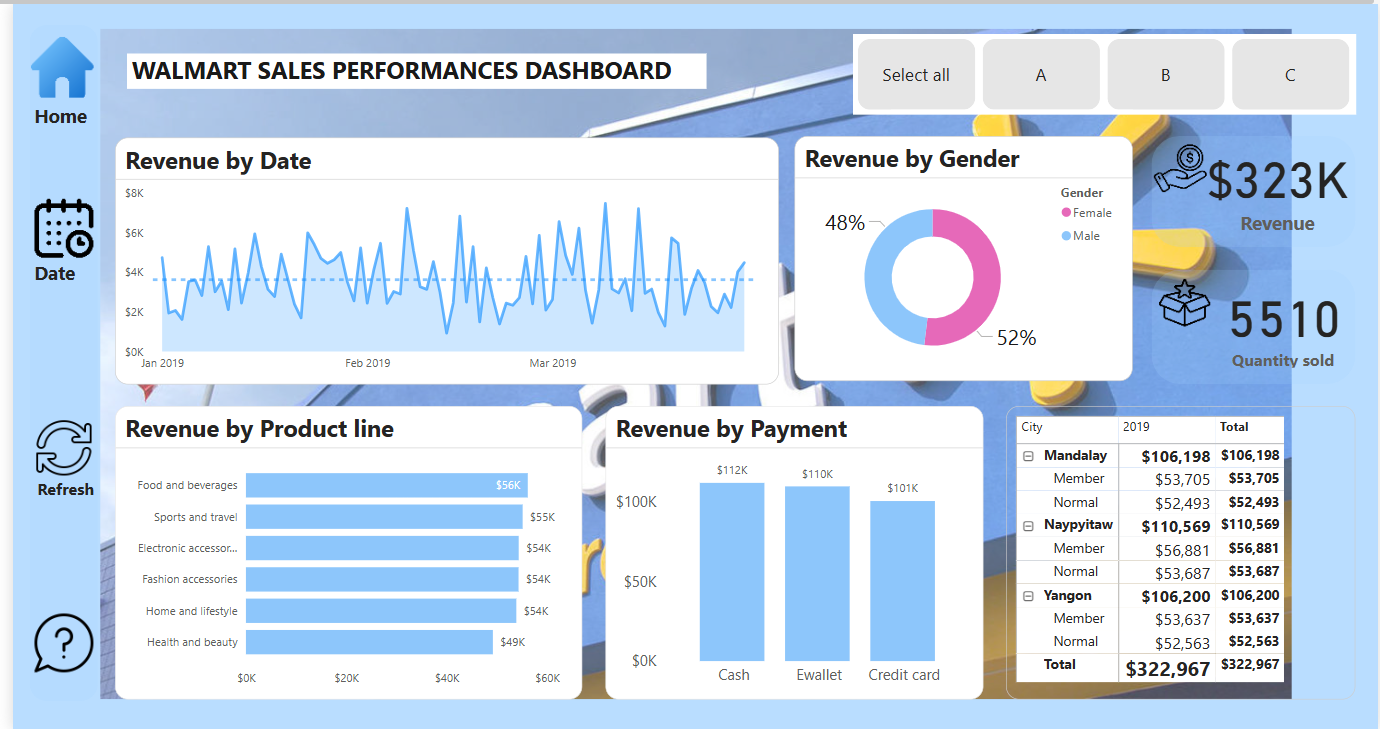 WALMART SALES PERFORMANCES DASHBOARD
Select all
A
B
C
Home
Date
Refresh
?
Revenue by Date
$8K
$6K
$4K
$2K
$0K
Jan 2019
Feb 2019
Mar 2019
Revenue by Gender
48%
52%
Gender
Female
Male
$
$323K
Revenue
5510
Quantity sold
Revenue by Product line
Food and beverages $56K
Sports and travel $55K
Electronic accessor... $54K
Fashion accessories $54K
Home and lifestyle $54K
Health and beauty $49K
$0K $20K $40K $60K
Revenue by Payment
$112K
$110K
$101K
$100K
$50K
$0K
Cash
Ewallet
Credit card
City 2019 Total
Mandalay $106,198 $106,198
Member $53,705 $53,705
Normal $52,493 $52,493
Naypyitaw $110,569 $110,569
Member $56,881 $56,881
Normal $53,687 $53,687
Yangon $106,200 $106,200
Member $53,637 $53,637
Normal $52,563 $52,563
Total $322,967 $322,967